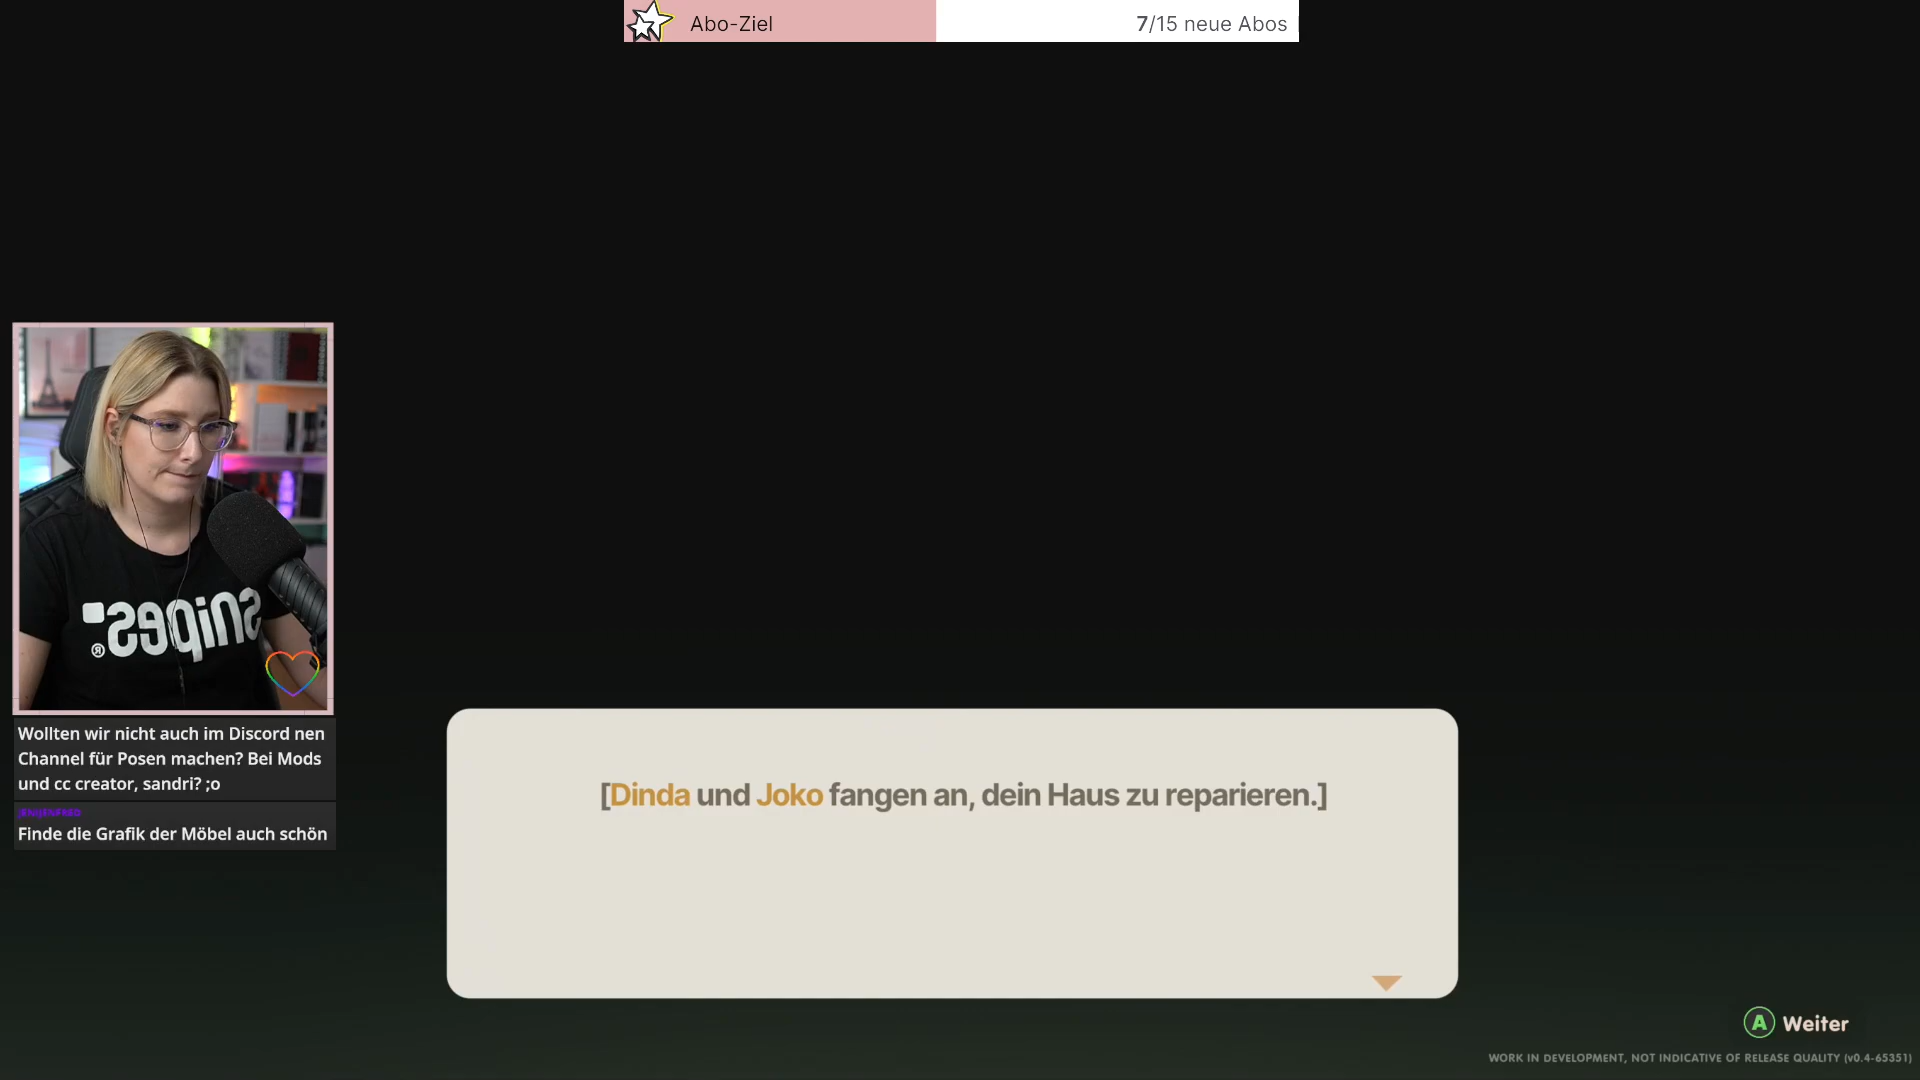 Abo-Ziel
7/15 neue Abos
snipes
®
Wollten wir nicht auch im Discord nen
Channel für Posen machen? Bei Mods
und cc creator, sandri? ;o
Finde die Grafik der Möbel auch schön
[Dinda und Joko fangen an, dein Haus zu reparieren.]
A Weiter
WORK IN DEVELOPMENT, NOT INDICATIVE OF RELEASE QUALITY (v0.4-65351)